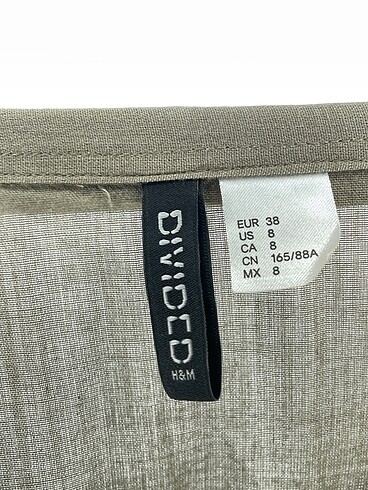 DIVIDED
H&M
EUR 38
US 8
CA 8
CN 165/88A
MX 8